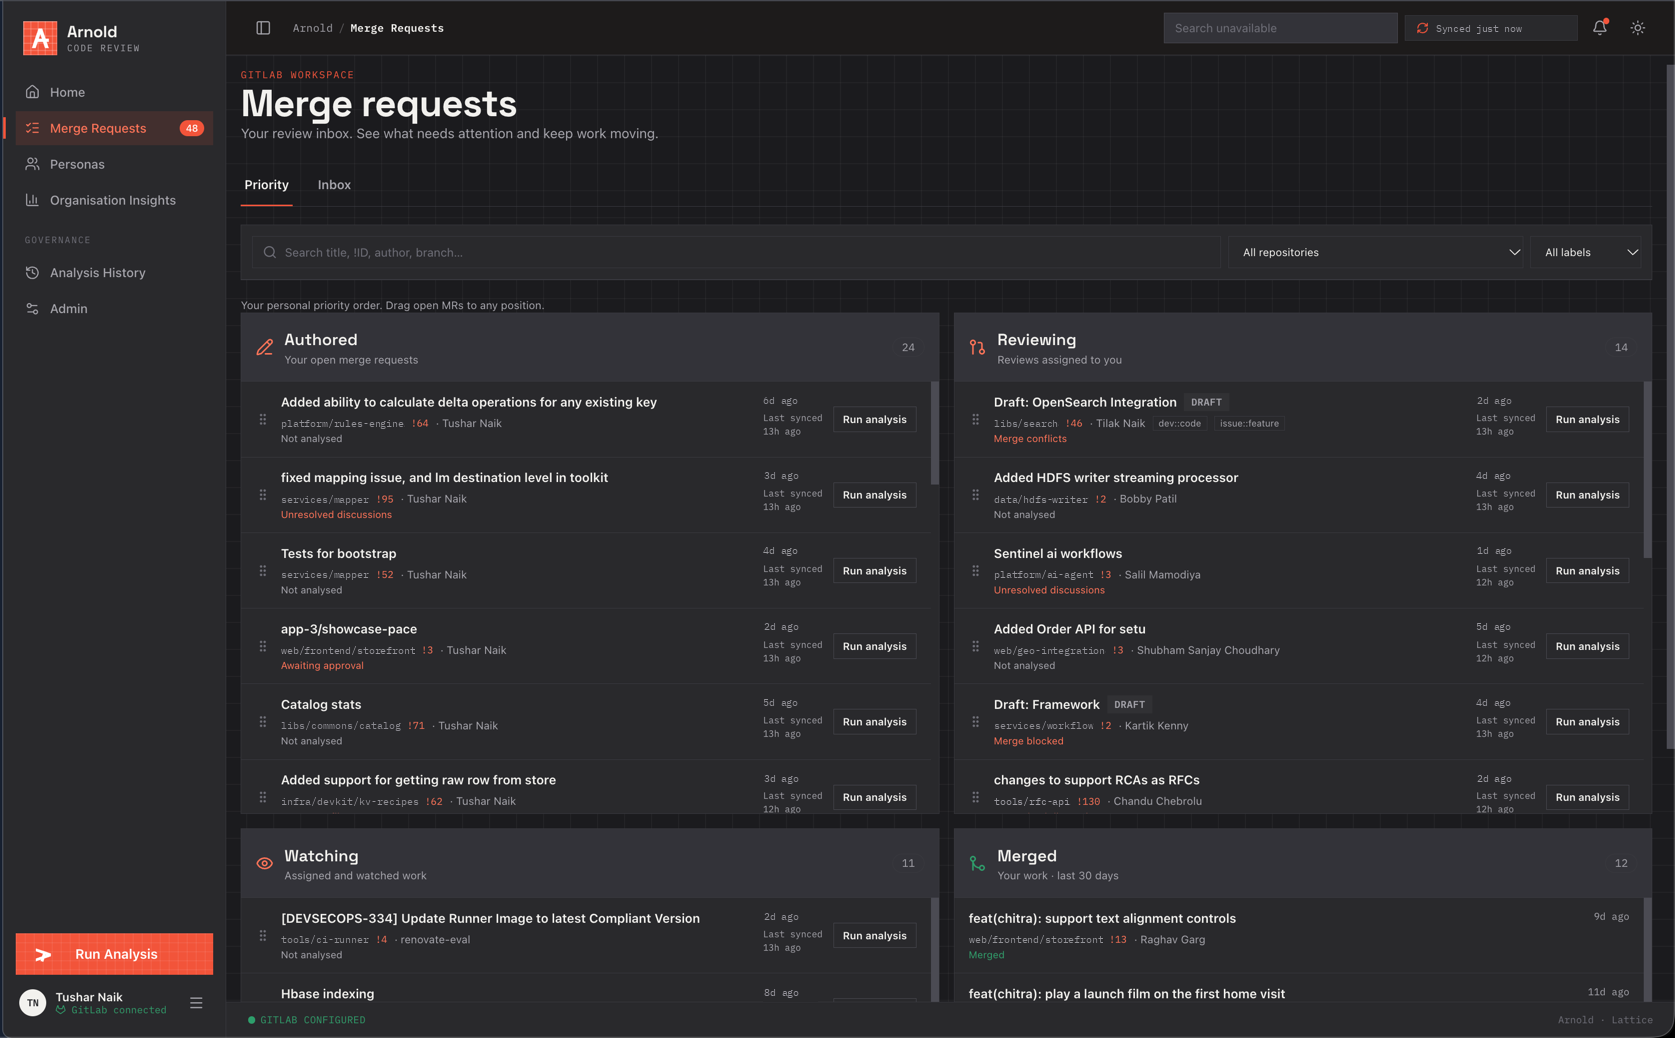 Arnold
CODE REVIEW
Home
Merge Requests 48
Personas
Organisation Insights
GOVERNANCE
Analysis History
Admin
Run Analysis
TN
Tushar Naik
GitLab connected
Arnold / Merge Requests
Search unavailable
Synced just now
GITLAB WORKSPACE
Merge requests
Your review inbox. See what needs attention and keep work moving.
Priority
Inbox
Search title, !ID, author, branch...
All repositories
All labels
Your personal priority order. Drag open MRs to any position.
Authored
Your open merge requests
24
Added ability to calculate delta operations for any existing key
platform/rules-engine !64 · Tushar Naik
Not analysed
6d ago
Last synced
13h ago
Run analysis
fixed mapping issue, and lm destination level in toolkit
services/mapper !95 · Tushar Naik
Unresolved discussions
3d ago
Last synced
13h ago
Run analysis
Tests for bootstrap
services/mapper !52 · Tushar Naik
Not analysed
4d ago
Last synced
13h ago
Run analysis
app-3/showcase-pace
web/frontend/storefront !3 · Tushar Naik
Awaiting approval
2d ago
Last synced
13h ago
Run analysis
Catalog stats
libs/commons/catalog !71 · Tushar Naik
Not analysed
5d ago
Last synced
13h ago
Run analysis
Added support for getting raw row from store
infra/devkit/kv-recipes !62 · Tushar Naik
3d ago
Last synced
12h ago
Run analysis
Reviewing
Reviews assigned to you
14
Draft: OpenSearch Integration DRAFT
libs/search !46 · Tilak Naik dev::code issue::feature
Merge conflicts
2d ago
Last synced
13h ago
Run analysis
Added HDFS writer streaming processor
data/hdfs-writer !2 · Bobby Patil
Not analysed
4d ago
Last synced
13h ago
Run analysis
Sentinel ai workflows
platform/ai-agent !3 · Salil Mamodiya
Unresolved discussions
1d ago
Last synced
12h ago
Run analysis
Added Order API for setu
web/geo-integration !3 · Shubham Sanjay Choudhary
Not analysed
5d ago
Last synced
12h ago
Run analysis
Draft: Framework DRAFT
services/workflow !2 · Kartik Kenny
Merge blocked
4d ago
Last synced
13h ago
Run analysis
changes to support RCAs as RFCs
tools/rfc-api !130 · Chandu Chebrolu
2d ago
Last synced
12h ago
Run analysis
Watching
Assigned and watched work
11
[DEVSECOPS-334] Update Runner Image to latest Compliant Version
tools/ci-runner !4 · renovate-eval
Not analysed
2d ago
Last synced
13h ago
Run analysis
Hbase indexing
8d ago
Merged
Your work · last 30 days
12
feat(chitra): support text alignment controls
web/frontend/storefront !13 · Raghav Garg
Merged
9d ago
feat(chitra): play a launch film on the first home visit
11d ago
GITLAB CONFIGURED
Arnold · Lattice